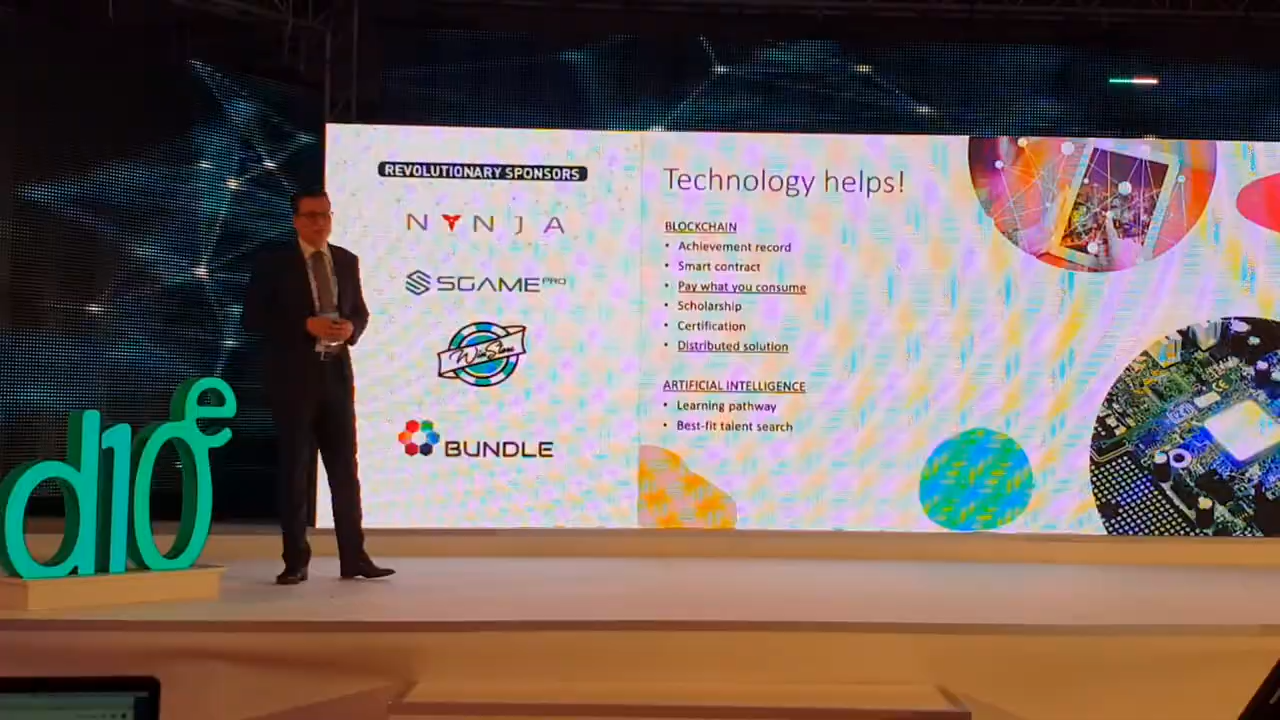 REVOLUTIONARY SPONSORS
NYNJA
SGAME PRO
WinStars
BUNDLE
Technology helps!
BLOCKCHAIN
• Achievement record
• Smart contract
• Pay what you consume
• Scholarship
• Certification
• Distributed solution
ARTIFICIAL INTELLIGENCE
• Learning pathway
• Best-fit talent search
d10e